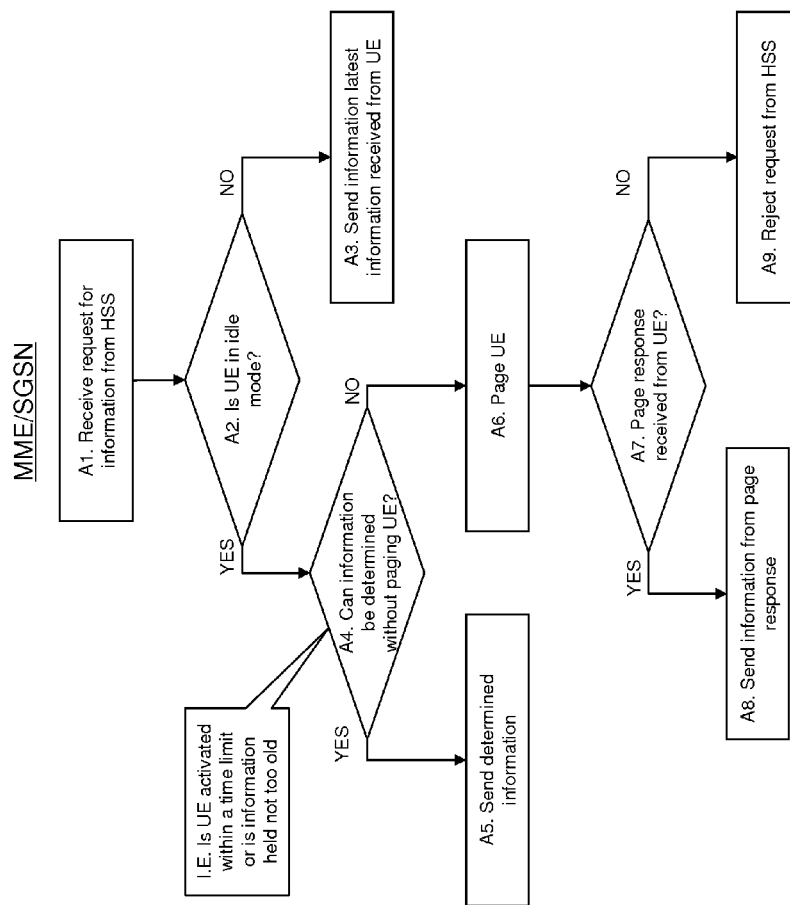 MME/SGSN
A1. Receive request for
information from HSS
A2. Is UE in idle
mode?
YES
NO
A3. Send information latest
information received from UE
I.E. Is UE activated
within a time limit
or is information
held not too old
A4. Can information
be determined
without paging UE?
YES
NO
A5. Send determined
information
A6. Page UE
A7. Page response
received from UE?
YES
NO
A8. Send information from page
response
A9. Reject request from HSS